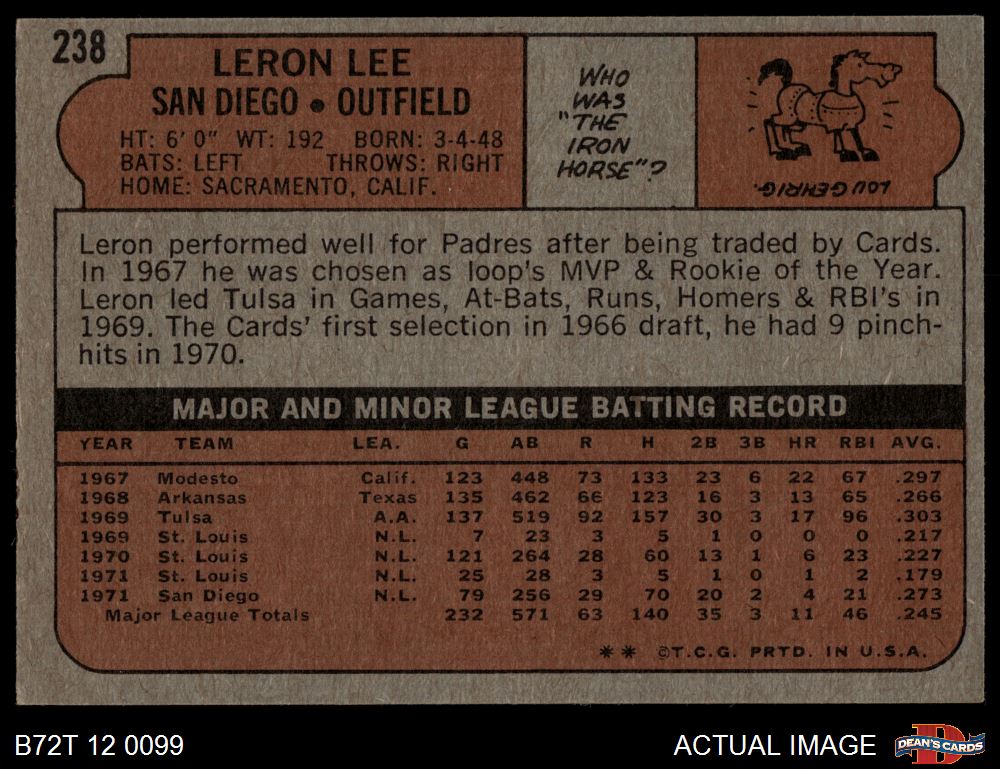 238
LERON LEE
SAN DIEGO • OUTFIELD
HT: 6' 0" WT: 192 BORN: 3-4-48
BATS: LEFT THROWS: RIGHT
HOME: SACRAMENTO, CALIF.
WHO
WAS
"THE
IRON
HORSE"?
LOU GEHRIG.
Leron performed well for Padres after being traded by Cards.
In 1967 he was chosen as loop's MVP & Rookie of the Year.
Leron led Tulsa in Games, At-Bats, Runs, Homers & RBI's in
1969. The Cards' first selection in 1966 draft, he had 9 pinch-
hits in 1970.
MAJOR AND MINOR LEAGUE BATTING RECORD
YEAR TEAM LEA. G AB R H 2B 3B HR RBI AVG.
1967 Modesto Calif. 123 448 73 133 23 6 22 67 .297
1968 Arkansas Texas 135 462 66 123 16 3 13 65 .266
1969 Tulsa A.A. 137 519 92 157 30 3 17 96 .303
1969 St. Louis N.L. 7 23 3 5 1 0 0 0 .217
1970 St. Louis N.L. 121 264 28 60 13 1 6 23 .227
1971 St. Louis N.L. 25 28 3 5 1 0 1 2 .179
1971 San Diego N.L. 79 256 29 70 20 2 4 21 .273
Major League Totals 232 571 63 140 35 3 11 46 .245
** ©T.C.G. PRTD. IN U.S.A.
B72T 12 0099
ACTUAL IMAGE
D
DEAN'S CARDS